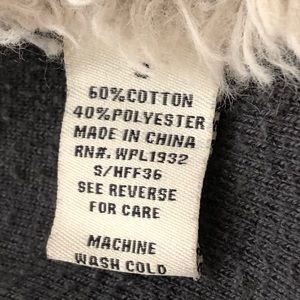 S
60%COTTON
40%POLYESTER
MADE IN CHINA
RN#. WPL1932
S/HFF36
SEE REVERSE
FOR CARE
MACHINE
WASH COLD